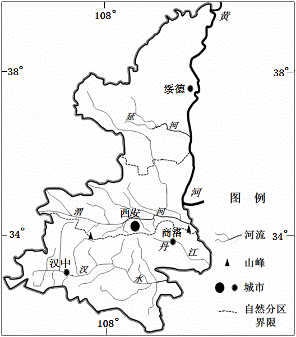 108°
黄
38°
38°
绥德
延
河
河
图 例
渭
河
西安
商洛
丹
江
34°
34°
汉中
汉
水
108°
河流
山峰
城市
自然分区
界限